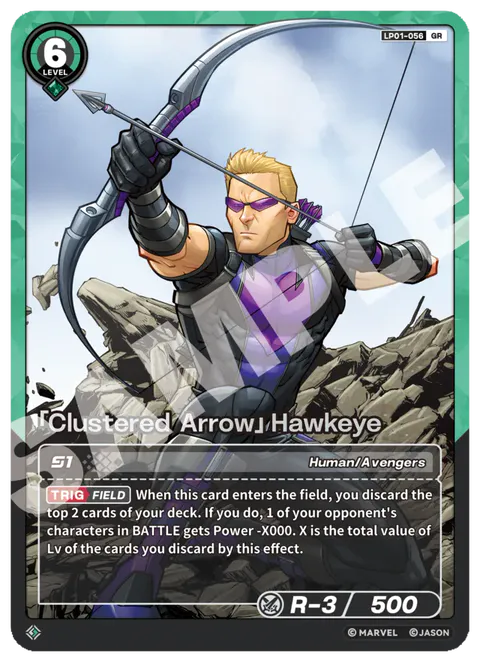 6
LEVEL
LP01-056 GR
SAMPLE
「Clustered Arrow」Hawkeye
S1
Human/Avengers
TRIG FIELD When this card enters the field, you discard the
top 2 cards of your deck. If you do, 1 of your opponent's
characters in BATTLE gets Power -X000. X is the total value of
Lv of the cards you discard by this effect.
R-3/ 500
©MARVEL ©JASON